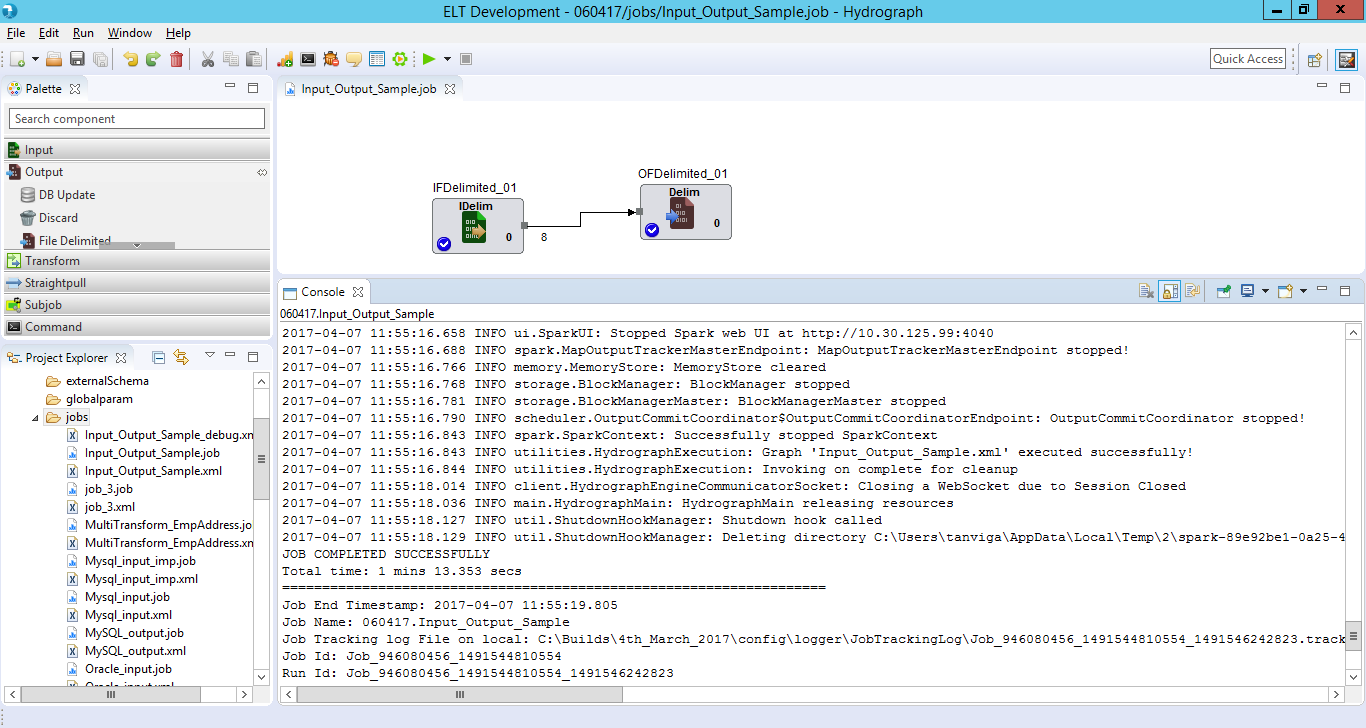 ELT Development - 060417/jobs/Input_Output_Sample.job - Hydrograph
File Edit Run Window Help
Quick Access
Palette
Search component
Input
Output
DB Update
Discard
File Delimited
Transform
Straightpull
Subjob
Command
Project Explorer
externalSchema
globalparam
jobs
Input_Output_Sample_debug.xm
Input_Output_Sample.job
Input_Output_Sample.xml
job_3.job
job_3.xml
MultiTransform_EmpAddress.jo
MultiTransform_EmpAddress.xm
Mysql_input_imp.job
Mysql_input_imp.xml
Mysql_input.job
Mysql_input.xml
MySQL_output.job
MySQL_output.xml
Oracle_input.job
Oracle_input.xml
Input_Output_Sample.job
IFDelimited_01
IDelim
0
8
OFDelimited_01
Delim
0
Console
060417.Input_Output_Sample
2017-04-07 11:55:16.658 INFO ui.SparkUI: Stopped Spark web UI at http://10.30.125.99:4040
2017-04-07 11:55:16.688 INFO spark.MapOutputTrackerMasterEndpoint: MapOutputTrackerMasterEndpoint stopped!
2017-04-07 11:55:16.766 INFO memory.MemoryStore: MemoryStore cleared
2017-04-07 11:55:16.768 INFO storage.BlockManager: BlockManager stopped
2017-04-07 11:55:16.781 INFO storage.BlockManagerMaster: BlockManagerMaster stopped
2017-04-07 11:55:16.790 INFO scheduler.OutputCommitCoordinator$OutputCommitCoordinatorEndpoint: OutputCommitCoordinator stopped!
2017-04-07 11:55:16.843 INFO spark.SparkContext: Successfully stopped SparkContext
2017-04-07 11:55:16.843 INFO utilities.HydrographExecution: Graph 'Input_Output_Sample.xml' executed successfully!
2017-04-07 11:55:16.844 INFO utilities.HydrographExecution: Invoking on complete for cleanup
2017-04-07 11:55:18.014 INFO client.HydrographEngineCommunicatorSocket: Closing a WebSocket due to Session Closed
2017-04-07 11:55:18.036 INFO main.HydrographMain: HydrographMain releasing resources
2017-04-07 11:55:18.127 INFO util.ShutdownHookManager: Shutdown hook called
2017-04-07 11:55:18.129 INFO util.ShutdownHookManager: Deleting directory C:\Users\tanviga\AppData\Local\Temp\2\spark-89e92be1-0a25-4
JOB COMPLETED SUCCESSFULLY
Total time: 1 mins 13.353 secs
====================================================================
Job End Timestamp: 2017-04-07 11:55:19.805
Job Name: 060417.Input_Output_Sample
Job Tracking log File on local: C:\Builds\4th_March_2017\config\logger\JobTrackingLog\Job_946080456_1491544810554_1491546242823.track
Job Id: Job_946080456_1491544810554
Run Id: Job_946080456_1491544810554_1491546242823